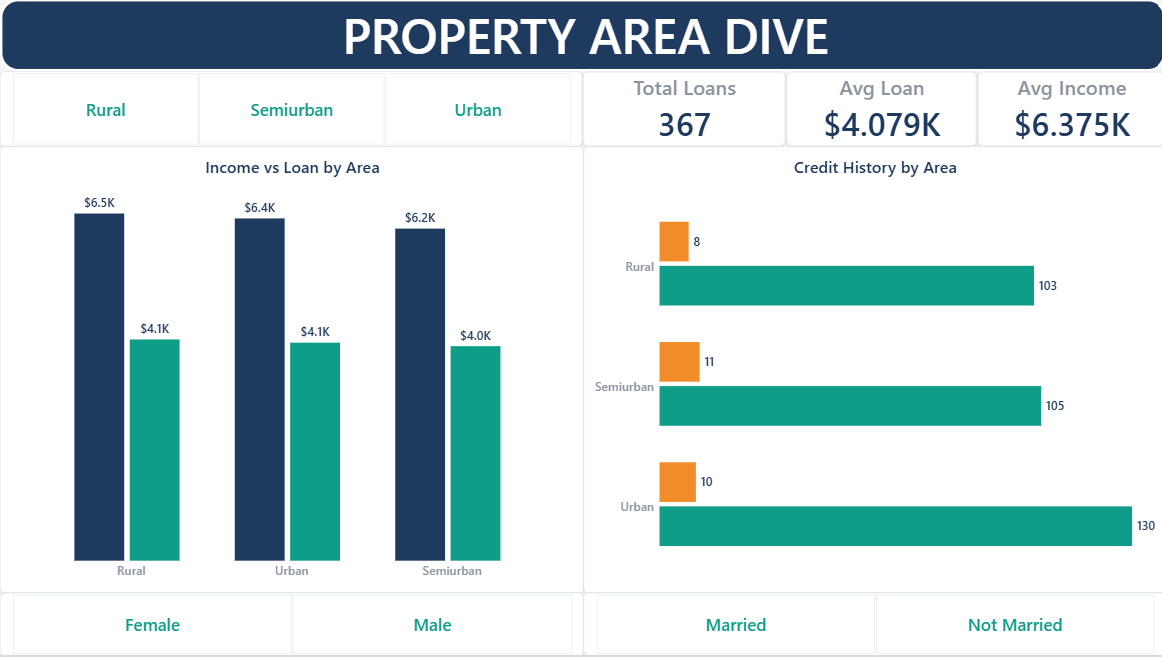 PROPERTY AREA DIVE
Rural
Semiurban
Urban
Total Loans
367
Avg Loan
$4.079K
Avg Income
$6.375K
Income vs Loan by Area
$6.5K
$4.1K
Rural
$6.4K
$4.1K
Urban
$6.2K
$4.0K
Semiurban
Credit History by Area
Rural
8
103
Semiurban
11
105
Urban
10
130
Female
Male
Married
Not Married